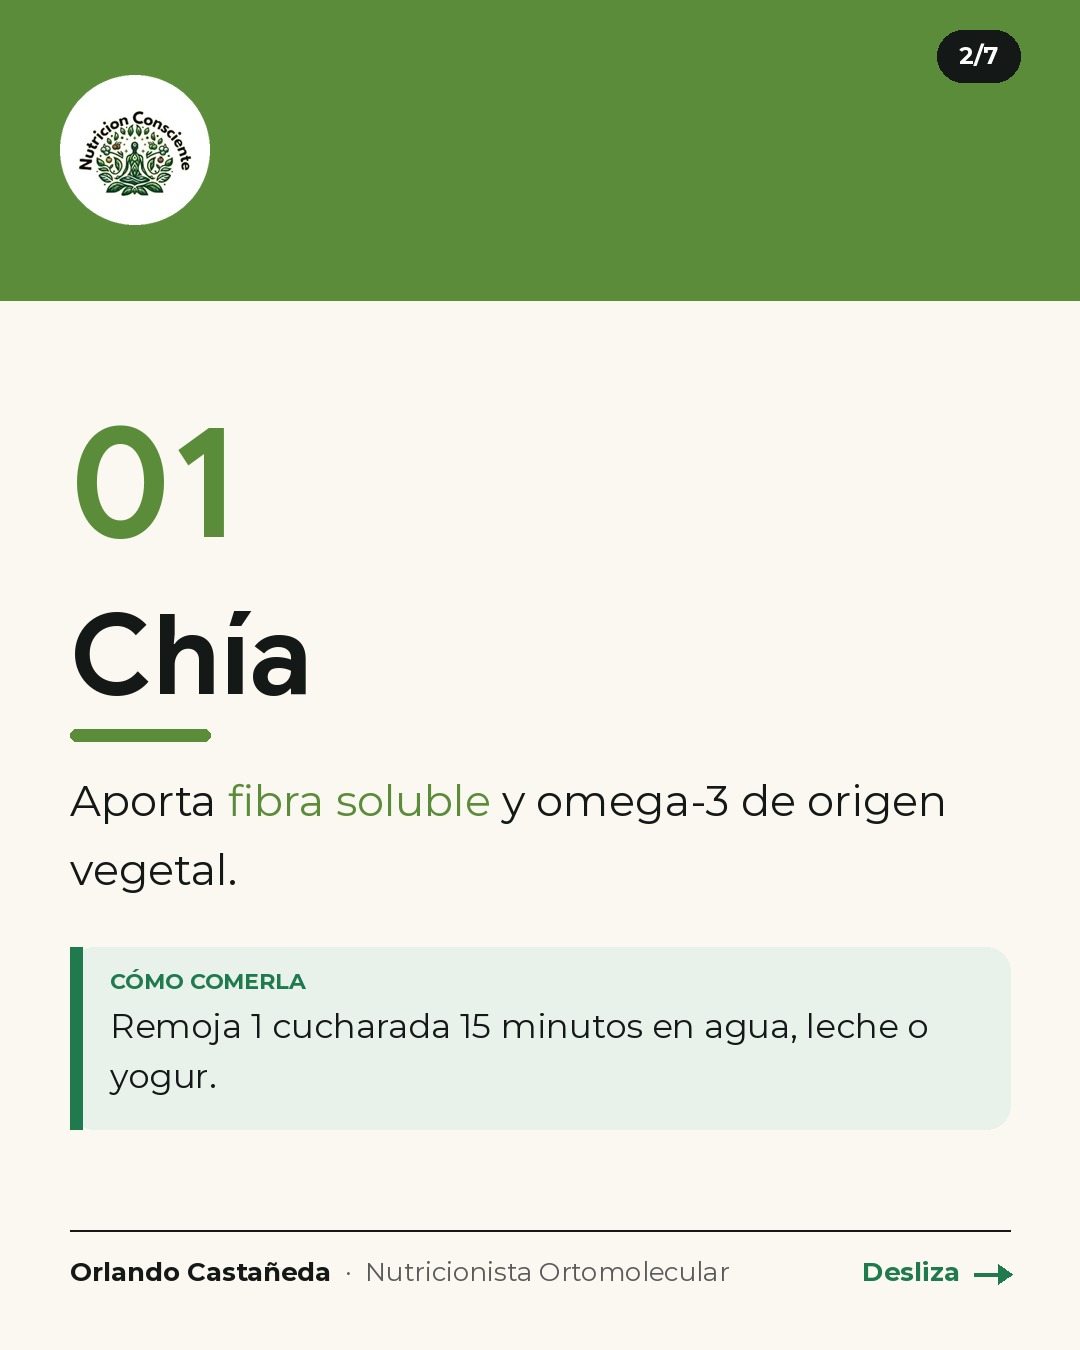 2/7
Nutricion Consciente
01
Chía
Aporta fibra soluble y omega-3 de origen
vegetal.
CÓMO COMERLA
Remoja 1 cucharada 15 minutos en agua, leche o
yogur.
Orlando Castañeda · Nutricionista Ortomolecular
Desliza